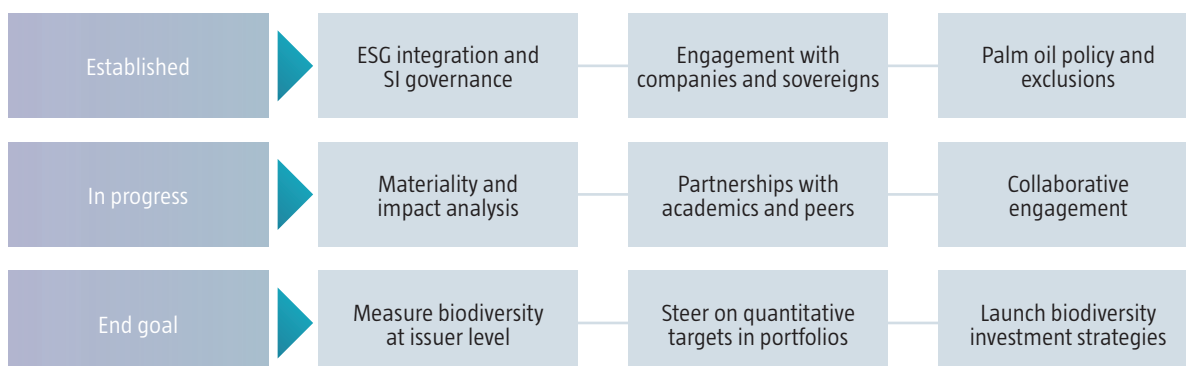 Established
ESG integration and
SI governance
Engagement with
companies and sovereigns
Palm oil policy and
exclusions
In progress
Materiality and
impact analysis
Partnerships with
academics and peers
Collaborative
engagement
End goal
Measure biodiversity
at issuer level
Steer on quantitative
targets in portfolios
Launch biodiversity
investment strategies